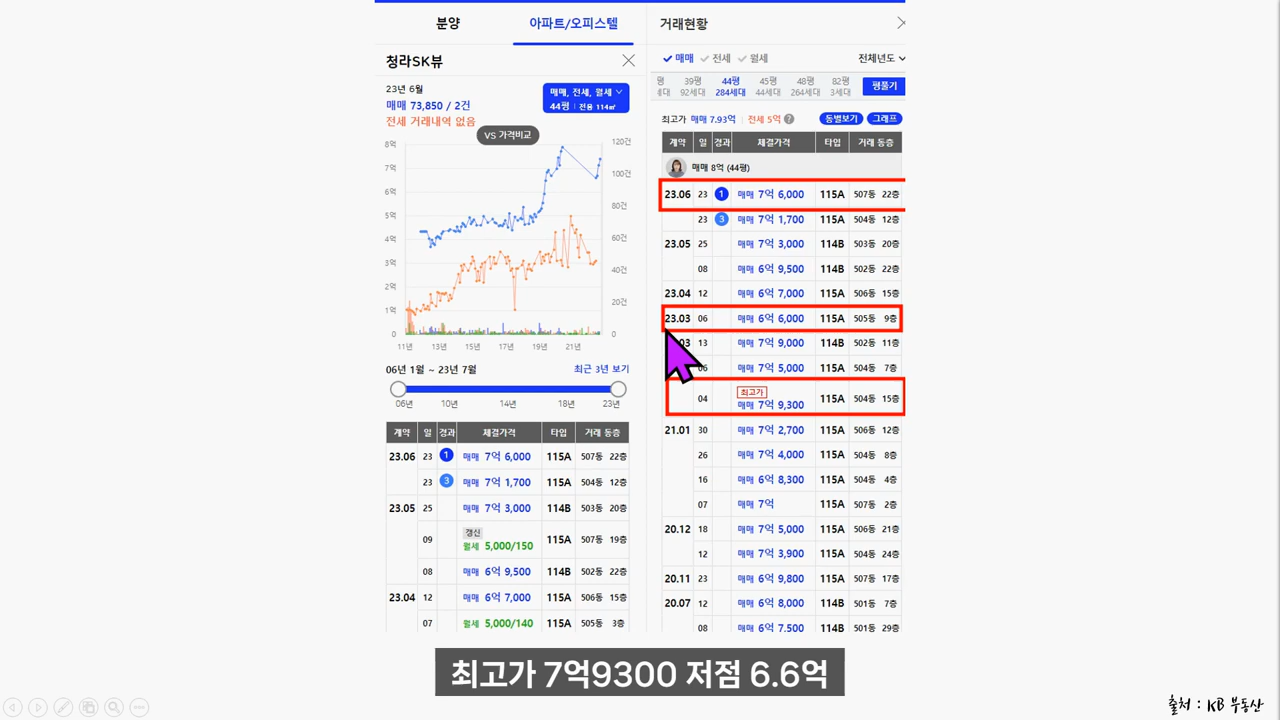 분양 아파트/오피스텔
청라SK뷰
23년 6월
매매 73,850 / 2건
전세 거래내역 없음
매매, 전세, 월세
44평 | 전용 114㎡
VS 가격비교
8억 120건
7억 100건
6억
5억 80건
4억 60건
3억 40건
2억
1억 20건
0 0
11년 13년 15년 17년 19년 21년
06년 1월 ~ 23년 7월 최근 3년 보기
06년 10년 14년 18년 23년
계약 일 경과 체결가격 타입 거래 동층
23.06 23 1 매매 7억 6,000 115A 507동 22층
23 3 매매 7억 1,700 115A 504동 12층
23.05 25 매매 7억 3,000 114B 503동 20층
09 갱신 월세 5,000/150 115A 507동 19층
08 매매 6억 9,500 114B 502동 22층
23.04 12 매매 6억 7,000 115A 506동 15층
07 월세 5,000/140 115A 505동 3층
거래현황
매매 전세 월세 전체년도
평 39평 44평 45평 48평 82평
세대 92세대 284세대 44세대 264세대 3세대
평풀기
최고가 매매 7.93억 | 전세 5억 ? 동별보기 그래프
계약 일 경과 체결가격 타입 거래 동층
매매 8억 (44평)
23.06 23 1 매매 7억 6,000 115A 507동 22층
23 3 매매 7억 1,700 115A 504동 12층
23.05 25 매매 7억 3,000 114B 503동 20층
08 매매 6억 9,500 114B 502동 22층
23.04 12 매매 6억 7,000 115A 506동 15층
23.03 06 매매 6억 6,000 115A 505동 9층
03 13 매매 7억 9,000 114B 502동 11층
06 매매 7억 5,000 115A 504동 7층
04 최고가 매매 7억 9,300 115A 504동 15층
21.01 30 매매 7억 2,700 115A 506동 12층
26 매매 7억 4,000 115A 504동 8층
16 매매 6억 8,300 115A 504동 4층
07 매매 7억 115A 507동 2층
20.12 18 매매 7억 5,000 115A 506동 21층
12 매매 7억 3,900 115A 504동 24층
20.11 23 매매 6억 9,800 115A 507동 17층
20.07 12 매매 6억 8,000 114B 501동 7층
08 매매 6억 7,500 114B 501동 29층
최고가 7억9300 저점 6.6억
출처 : KB 부동산